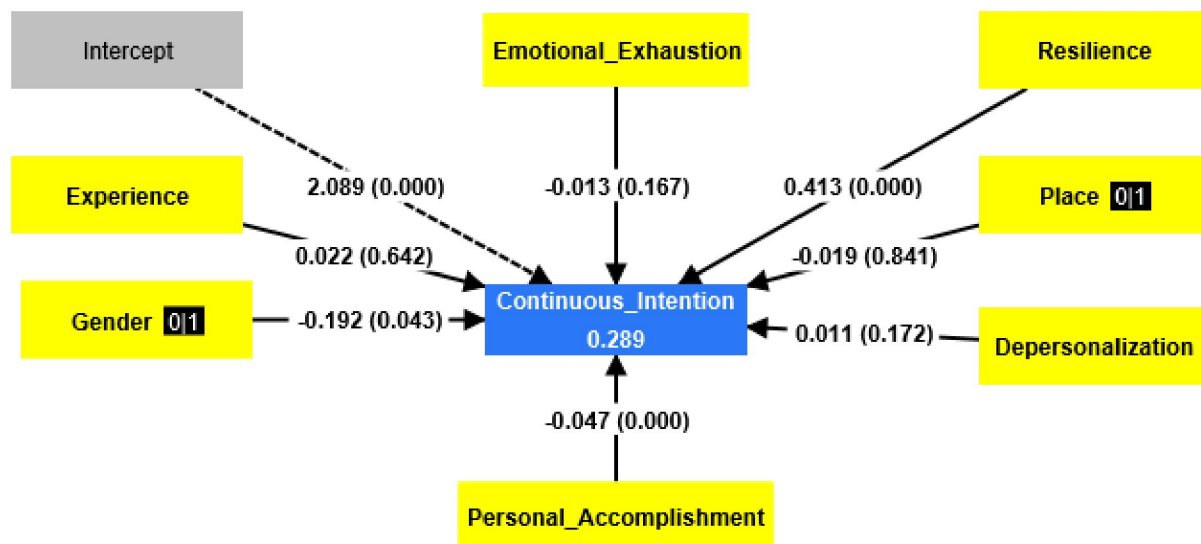 Intercept
Emotional_Exhaustion
Resilience
Experience
2.089 (0.000)
-0.013 (0.167)
0.413 (0.000)
Place 0|1
0.022 (0.642)
-0.019 (0.841)
Gender 0|1
-0.192 (0.043)
Continuous_Intention
0.289
0.011 (0.172)
Depersonalization
-0.047 (0.000)
Personal_Accomplishment